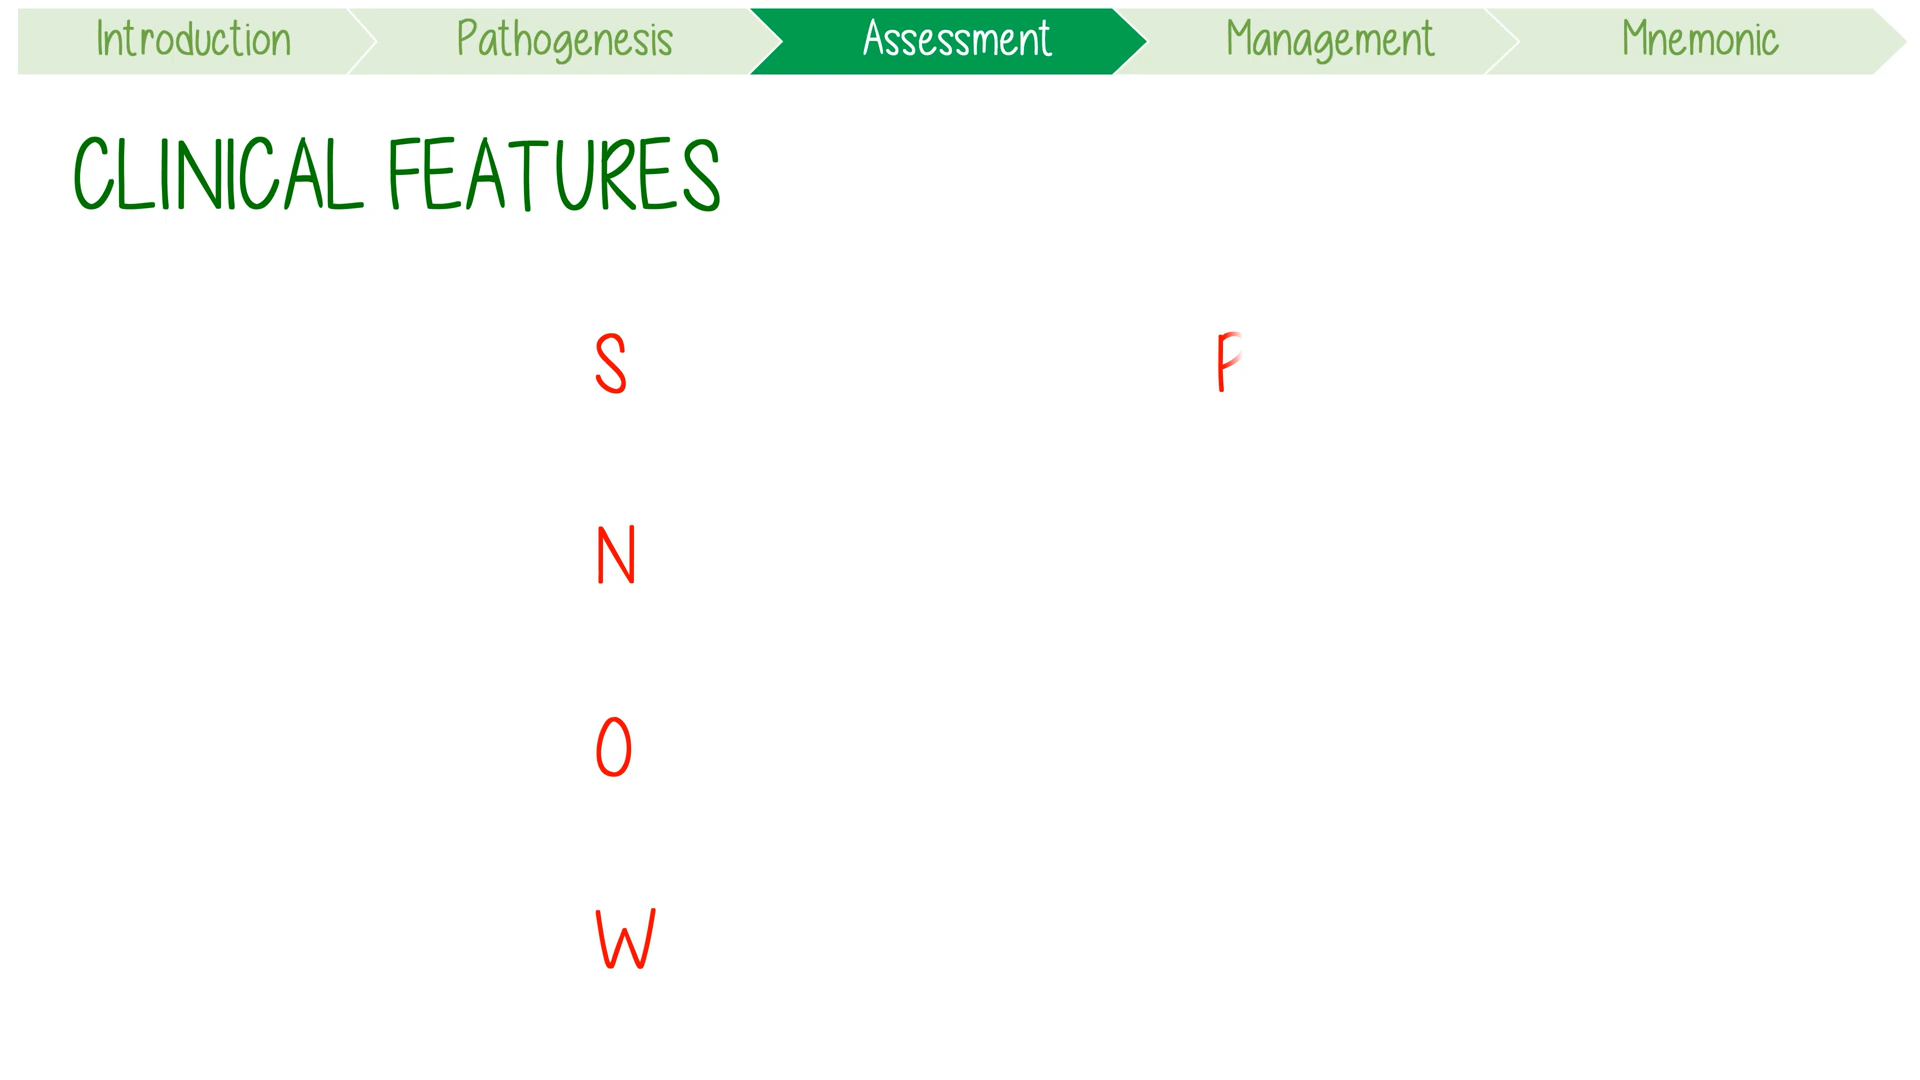 Introduction Pathogenesis Assessment Management Mnemonic
CLINICAL FEATURES
S P
N
O
W